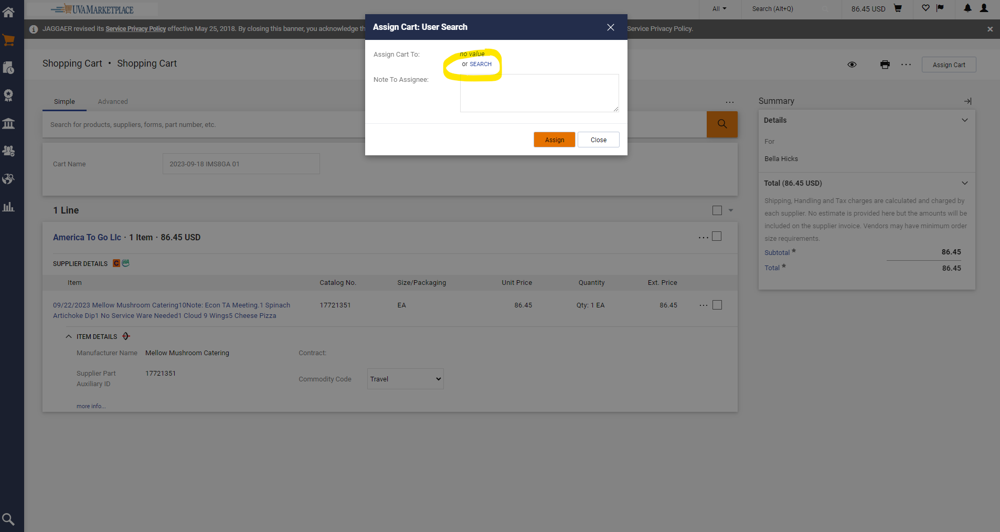 UVA MARKETPLACE
All
Search (Alt+Q)
86.45 USD
JAGGAER revised its Service Privacy Policy effective May 25, 2018. By closing this banner, you acknowledge th
Service Privacy Policy.
Assign Cart: User Search
Assign Cart To:
no value
or SEARCH
Note To Assignee:
Assign
Close
Shopping Cart • Shopping Cart
Assign Cart
Simple
Advanced
Search for products, suppliers, forms, part number, etc.
Cart Name
2023-09-18 IMS8GA 01
1 Line
America To Go Llc · 1 Item · 86.45 USD
SUPPLIER DETAILS C eVA
Item Catalog No. Size/Packaging Unit Price Quantity Ext. Price
09/22/2023 Mellow Mushroom Catering10Note: Econ TA Meeting.1 Spinach
Artichoke Dip1 No Service Ware Needed1 Cloud 9 Wings5 Cheese Pizza
17721351 EA 86.45 Qty: 1 EA 86.45
ITEM DETAILS
Manufacturer Name Mellow Mushroom Catering
Contract:
Supplier Part
Auxiliary ID
17721351
Commodity Code Travel
more info...
Summary
Details
For
Bella Hicks
Total (86.45 USD)
Shipping, Handling and Tax charges are calculated and charged by
each supplier. No estimate is provided here but the amounts will be
included on the supplier invoice. Vendors may have minimum order
size requirements.
Subtotal 86.45
Total 86.45